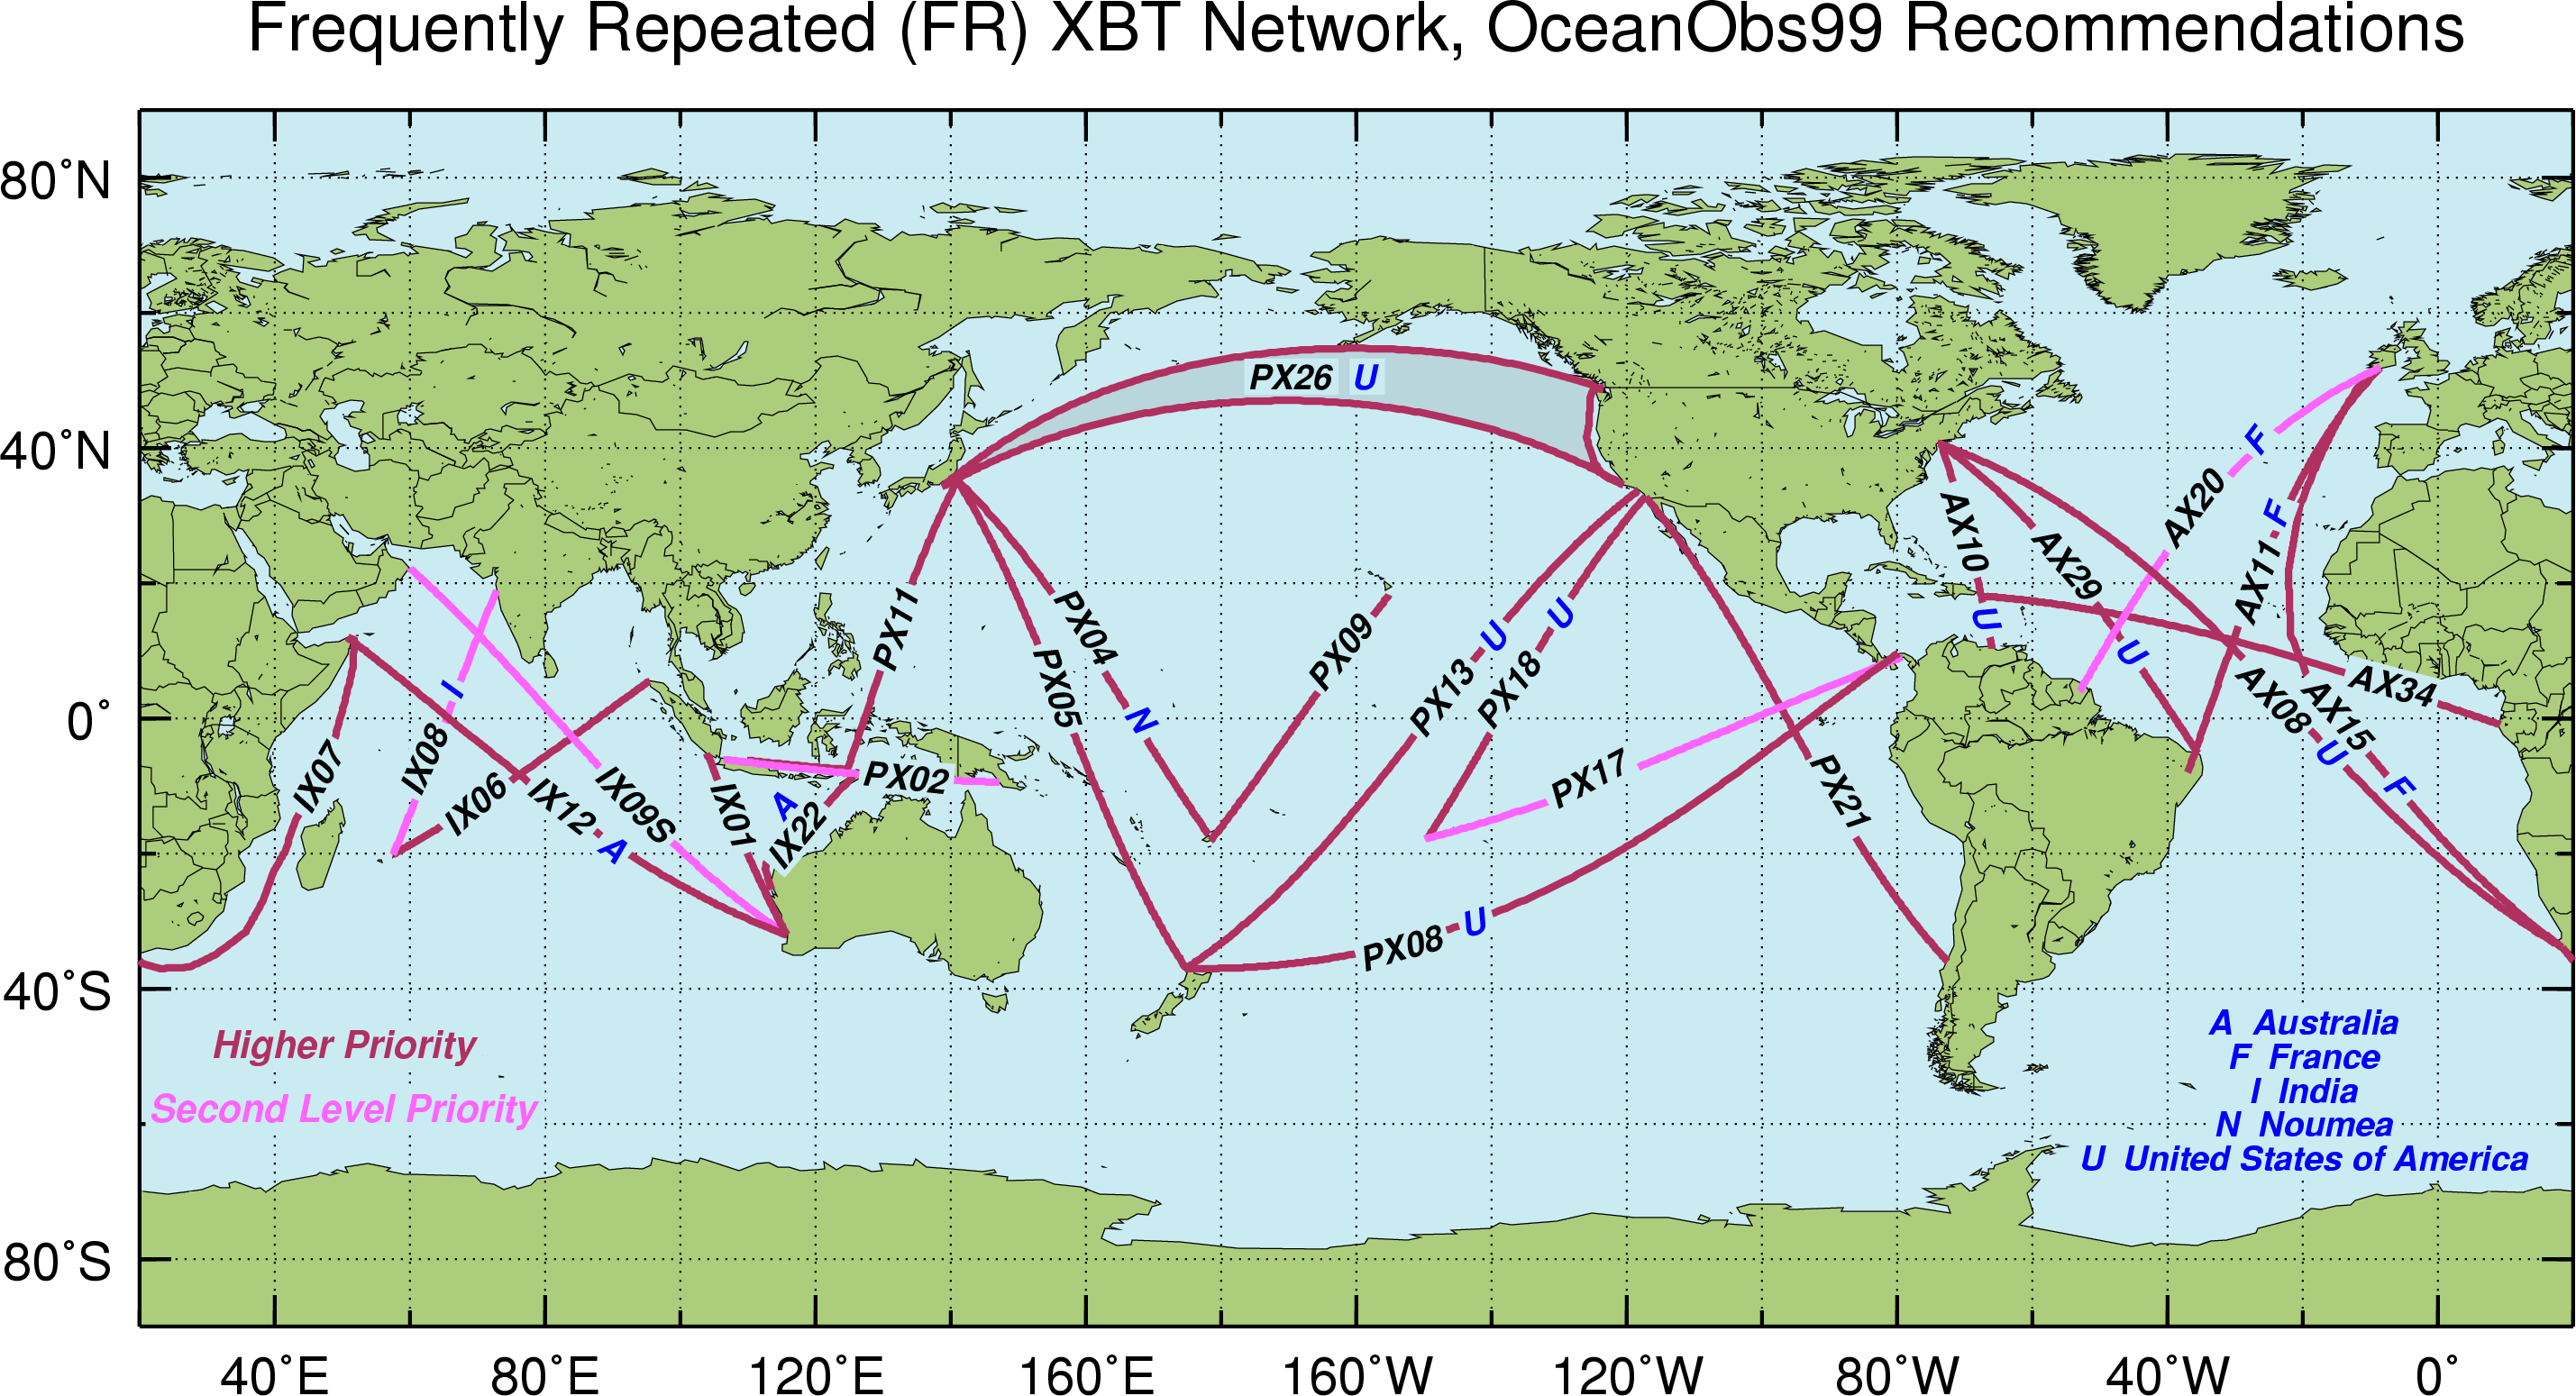 Frequently Repeated (FR) XBT Network, OceanObs99 Recommendations
80°N
40°N
0°
40°S
80°S
PX26 U
AX20 F
AX10 U
AX29 U
AX11 F
PX11
PX04 N
PX05
PX09
PX13 U
PX18 U
IX08 I
IX07
IX06
IX12 A
IX09S
IX01
A
IX22
PX02
PX17
PX21
PX08 U
AX34
AX08 U
AX15 F
Higher Priority
Second Level Priority
A Australia
F France
I India
N Noumea
U United States of America
40°E 80°E 120°E 160°E 160°W 120°W 80°W 40°W 0°